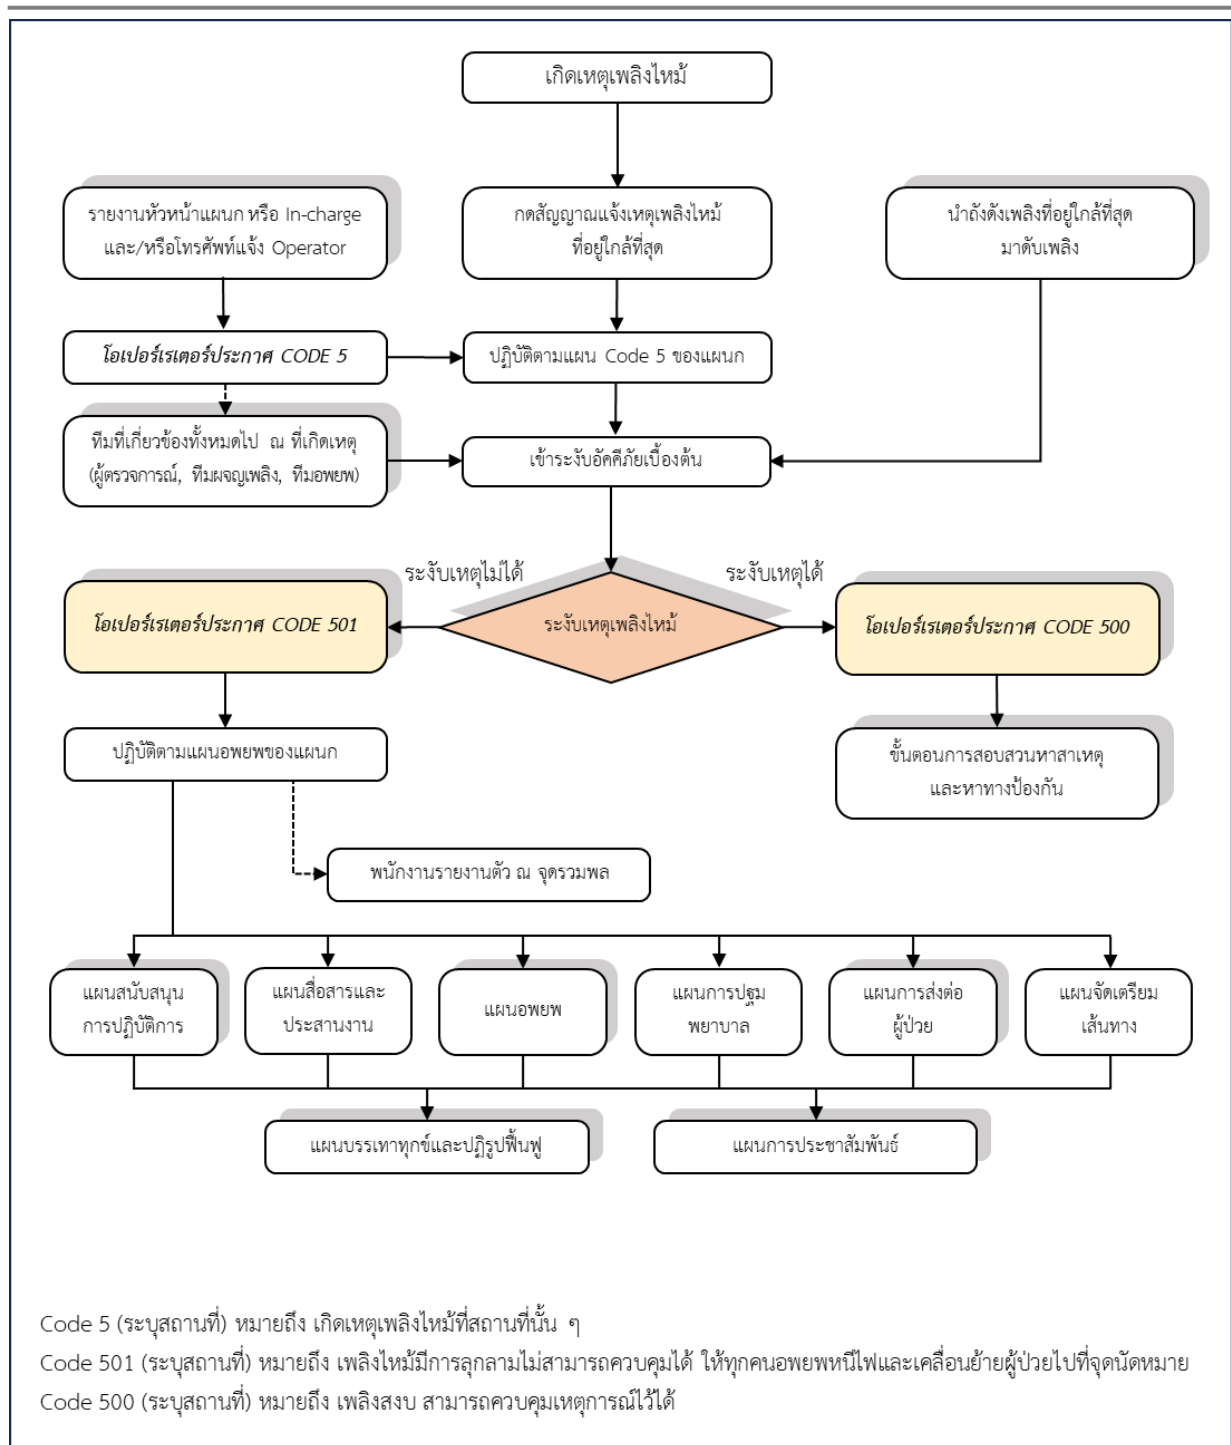 เกิดเหตุเพลิงไหม้
รายงานหัวหน้าแผนก หรือ In-charge
และ/หรือโทรศัพท์แจ้ง Operator
กดสัญญาณแจ้งเหตุเพลิงไหม้
ที่อยู่ใกล้ที่สุด
นำถังดังเพลิงที่อยู่ใกล้ที่สุด
มาดับเพลิง
โอเปอร์เรเตอร์ประกาศ CODE 5
ปฏิบัติตามแผน Code 5 ของแผนก
ทีมที่เกี่ยวข้องทั้งหมดไป ณ ที่เกิดเหตุ
(ผู้ตรวจการณ์, ทีมผจญเพลิง, ทีมอพยพ)
เข้าระงับอัคคีภัยเบื้องต้น
ระงับเหตุไม่ได้
ระงับเหตุได้
โอเปอร์เรเตอร์ประกาศ CODE 501
ระงับเหตุเพลิงไหม้
โอเปอร์เรเตอร์ประกาศ CODE 500
ปฏิบัติตามแผนอพยพของแผนก
ขั้นตอนการสอบสวนหาสาเหตุ
และหาทางป้องกัน
พนักงานรายงานตัว ณ จุดรวมพล
แผนสนับสนุน
การปฏิบัติการ
แผนสื่อสารและ
ประสานงาน
แผนอพยพ
แผนการปฐม
พยาบาล
แผนการส่งต่อ
ผู้ป่วย
แผนจัดเตรียม
เส้นทาง
แผนบรรเทาทุกข์และปฏิรูปฟื้นฟู
แผนการประชาสัมพันธ์
Code 5 (ระบุสถานที่) หมายถึง เกิดเหตุเพลิงไหม้ที่สถานที่นั้น ๆ
Code 501 (ระบุสถานที่) หมายถึง เพลิงไหม้มีการลุกลามไม่สามารถควบคุมได้ ให้ทุกคนอพยพหนีไฟและเคลื่อนย้ายผู้ป่วยไปที่จุดนัดหมาย
Code 500 (ระบุสถานที่) หมายถึง เพลิงสงบ สามารถควบคุมเหตุการณ์ไว้ได้